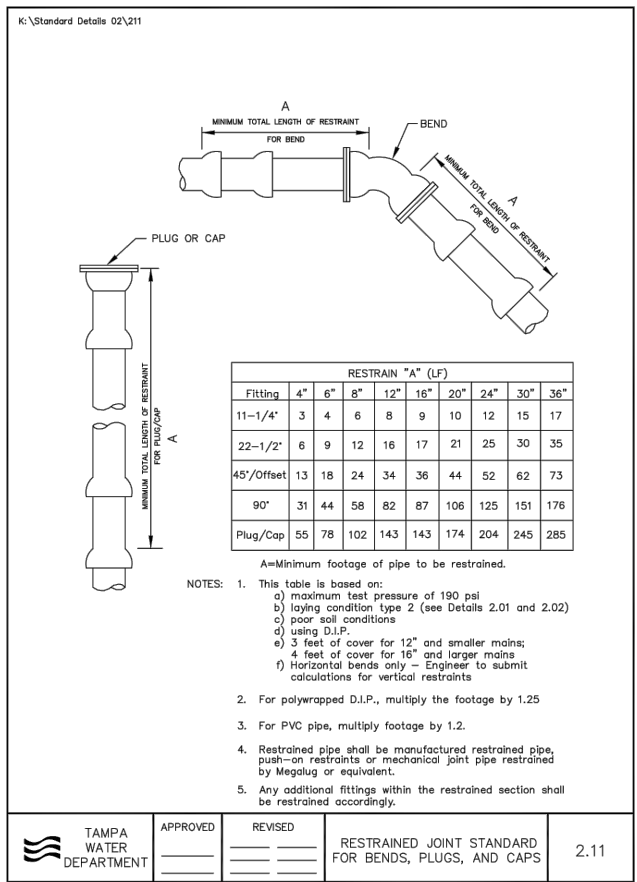 K:\Standard Details 02\211
A
MINIMUM TOTAL LENGTH OF RESTRAINT
FOR BEND
BEND
A
MINIMUM TOTAL LENGTH OF RESTRAINT
FOR BEND
PLUG OR CAP
MINIMUM TOTAL LENGTH OF RESTRAINT
FOR PLUG/CAP
A
RESTRAIN "A" (LF)
Fitting 4" 6" 8" 12" 16" 20" 24" 30" 36"
11-1/4° 3 4 6 8 9 10 12 15 17
22-1/2° 6 9 12 16 17 21 25 30 35
45°/Offset 13 18 24 34 36 44 52 62 73
90° 31 44 58 82 87 106 125 151 176
Plug/Cap 55 78 102 143 143 174 204 245 285
A=Minimum footage of pipe to be restrained.
NOTES: 1. This table is based on:
a) maximum test pressure of 190 psi
b) laying condition type 2 (see Details 2.01 and 2.02)
c) poor soil conditions
d) using D.I.P.
e) 3 feet of cover for 12" and smaller mains;
4 feet of cover for 16" and larger mains
f) Horizontal bends only – Engineer to submit
calculations for vertical restraints
2. For polywrapped D.I.P., multiply the footage by 1.25
3. For PVC pipe, multiply footage by 1.2.
4. Restrained pipe shall be manufactured restrained pipe,
push-on restraints or mechanical joint pipe restrained
by Megalug or equivalent.
5. Any additional fittings within the restrained section shall
be restrained accordingly.
TAMPA
WATER
DEPARTMENT
APPROVED
REVISED
RESTRAINED JOINT STANDARD
FOR BENDS, PLUGS, AND CAPS
2.11